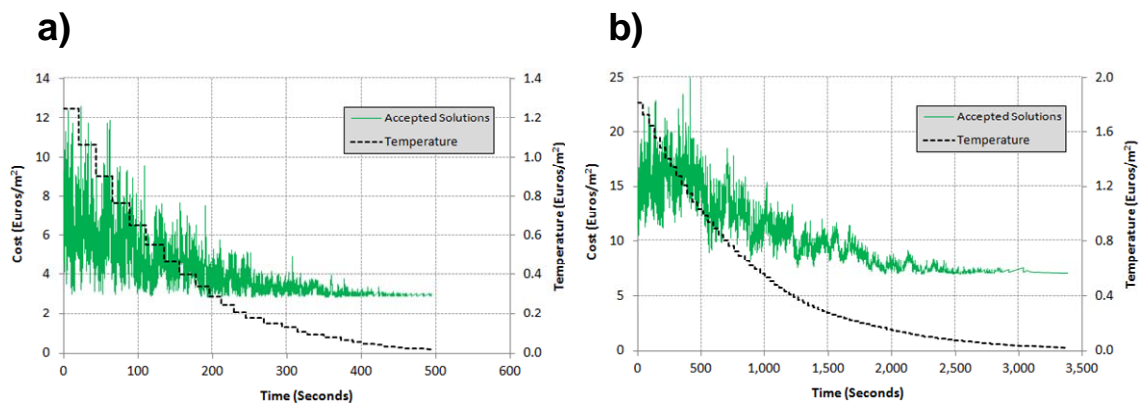 a)
14
12
10
8
6
4
2
0
Cost (Euros/m²)
1.4
1.2
1.0
0.8
0.6
0.4
0.2
0.0
Temperature (Euros/m²)
Accepted Solutions
Temperature
0 100 200 300 400 500 600
Time (Seconds)
b)
25
20
15
10
5
0
Cost (Euros/m²)
2.0
1.6
1.2
0.8
0.4
0.0
Temperature (Euros/m²)
Accepted Solutions
Temperature
0 500 1,000 1,500 2,000 2,500 3,000 3,500
Time (Seconds)